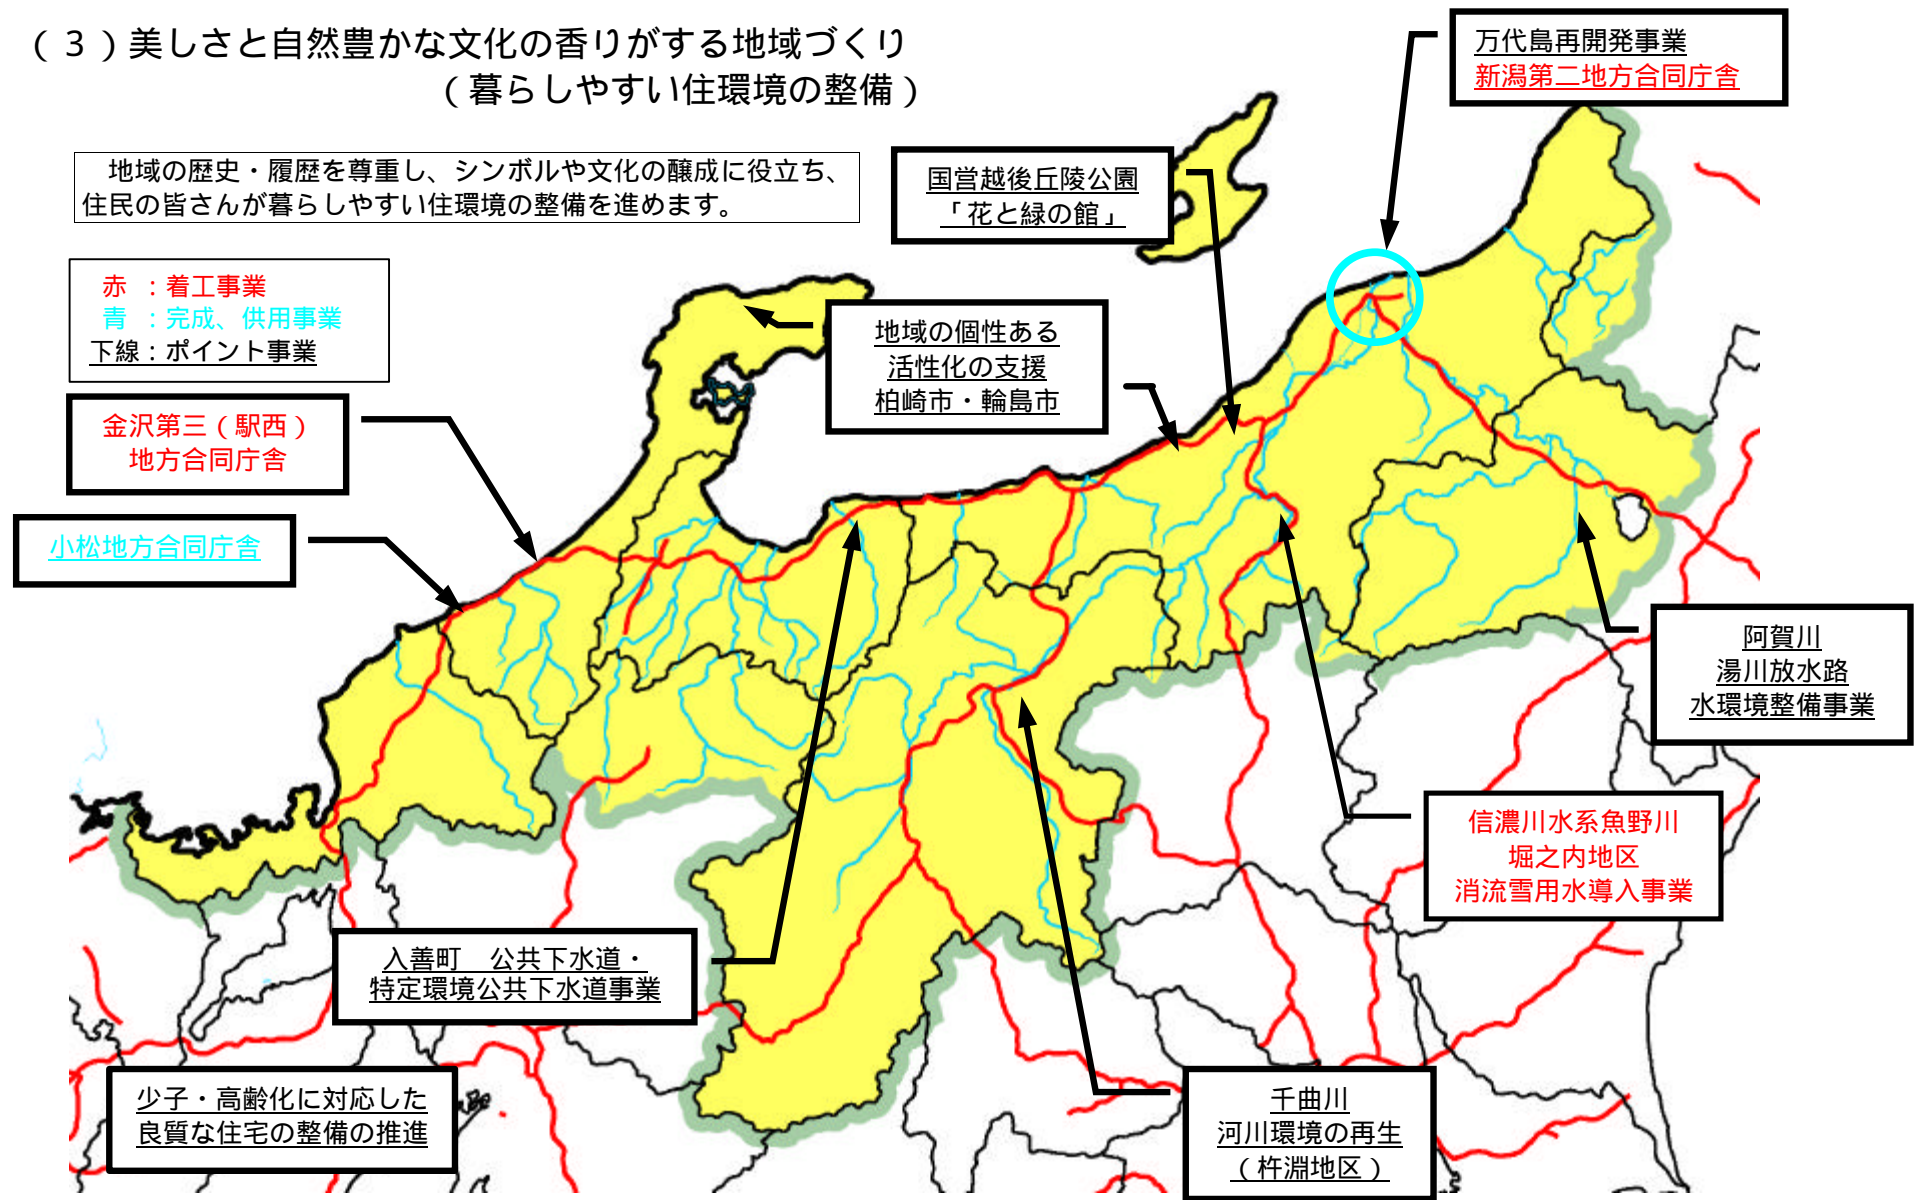 （３）美しさと自然豊かな文化の香りがする地域づくり
（暮らしやすい住環境の整備）
地域の歴史・履歴を尊重し、シンボルや文化の醸成に役立ち、
住民の皆さんが暮らしやすい住環境の整備を進めます。
赤　：着工事業
青　：完成、供用事業
下線：ポイント事業
万代島再開発事業
新潟第二地方合同庁舎
国営越後丘陵公園
「花と緑の館」
地域の個性ある
活性化の支援
柏崎市・輪島市
金沢第三（駅西）
地方合同庁舎
小松地方合同庁舎
阿賀川
湯川放水路
水環境整備事業
信濃川水系魚野川
堀之内地区
消流雪用水導入事業
入善町　公共下水道・
特定環境公共下水道事業
少子・高齢化に対応した
良質な住宅の整備の推進
千曲川
河川環境の再生
（杵淵地区）